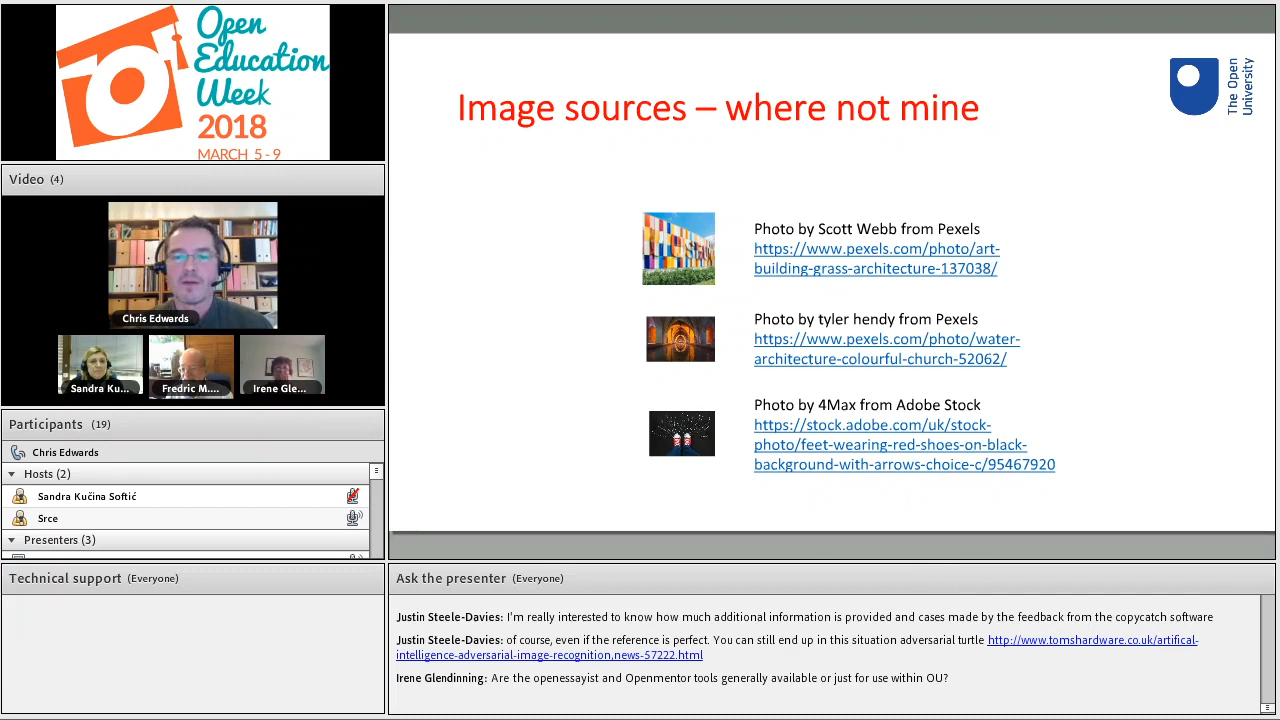 Open
Education
Week
2018
MARCH 5-9
Video (4)
Chris Edwards
Sandra Ku...
Fredric M....
Irene Gle...
Participants (19)
Chris Edwards
Hosts (2)
Sandra Kučina Softić
Srce
Presenters (3)
Technical support (Everyone)
Image sources – where not mine
The Open
University
Photo by Scott Webb from Pexels
https://www.pexels.com/photo/art-
building-grass-architecture-137038/
Photo by tyler hendy from Pexels
https://www.pexels.com/photo/water-
architecture-colourful-church-52062/
Photo by 4Max from Adobe Stock
https://stock.adobe.com/uk/stock-
photo/feet-wearing-red-shoes-on-black-
background-with-arrows-choice-c/95467920
Ask the presenter (Everyone)
Justin Steele-Davies: I'm really interested to know how much additional information is provided and cases made by the feedback from the copycatch software
Justin Steele-Davies: of course, even if the reference is perfect. You can still end up in this situation adversarial turtle http://www.tomshardware.co.uk/artifical-
intelligence-adversarial-image-recognition,news-57222.html
Irene Glendinning: Are the openessayist and Openmentor tools generally available or just for use within OU?